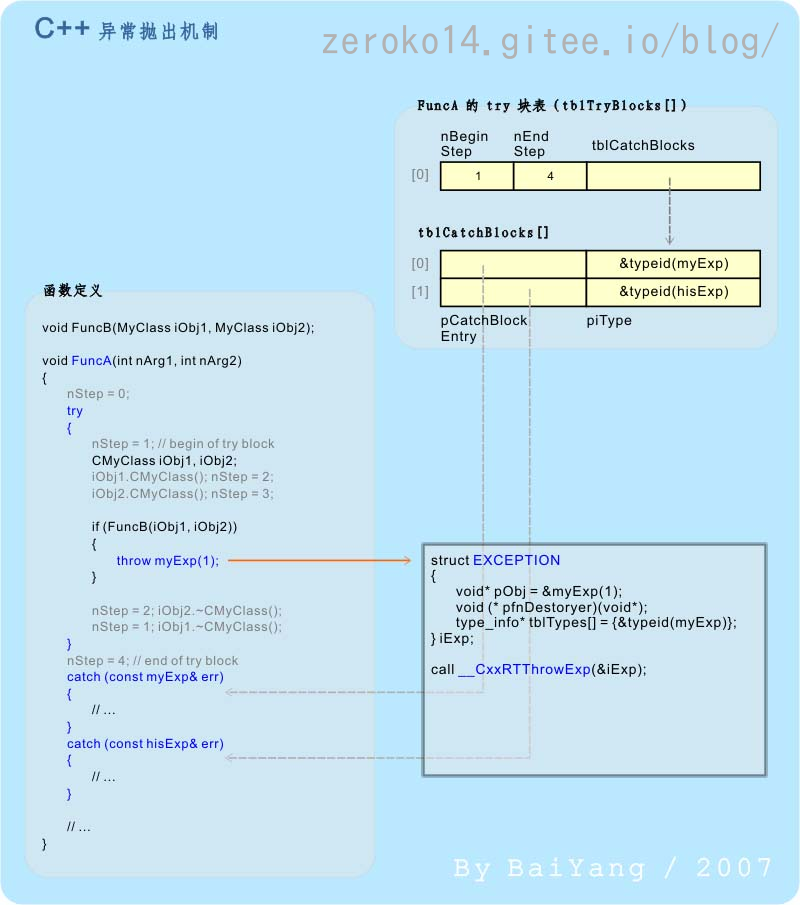 C++ 异常抛出机制
zeroko14.gitee.io/blog/
FuncA 的 try 块表 (tblTryBlocks[])
nBegin Step
nEnd Step
tblCatchBlocks
[0] 1 4
tblCatchBlocks[]
[0] &typeid(myExp)
[1] &typeid(hisExp)
pCatchBlock Entry
piType
函数定义
void FuncB(MyClass iObj1, MyClass iObj2);
void FuncA(int nArg1, int nArg2)
{
nStep = 0;
try
{
nStep = 1; // begin of try block
CMyClass iObj1, iObj2;
iObj1.CMyClass(); nStep = 2;
iObj2.CMyClass(); nStep = 3;
if (FuncB(iObj1, iObj2))
{
throw myExp(1);
}
nStep = 2; iObj2.~CMyClass();
nStep = 1; iObj1.~CMyClass();
}
nStep = 4; // end of try block
catch (const myExp& err)
{
// ...
}
catch (const hisExp& err)
{
// ...
}
// ...
}
struct EXCEPTION
{
void* pObj = &myExp(1);
void (* pfnDestoryer)(void*);
type_info* tblTypes[] = {&typeid(myExp)};
} iExp;
call __CxxRTThrowExp(&iExp);
By BaiYang / 2007